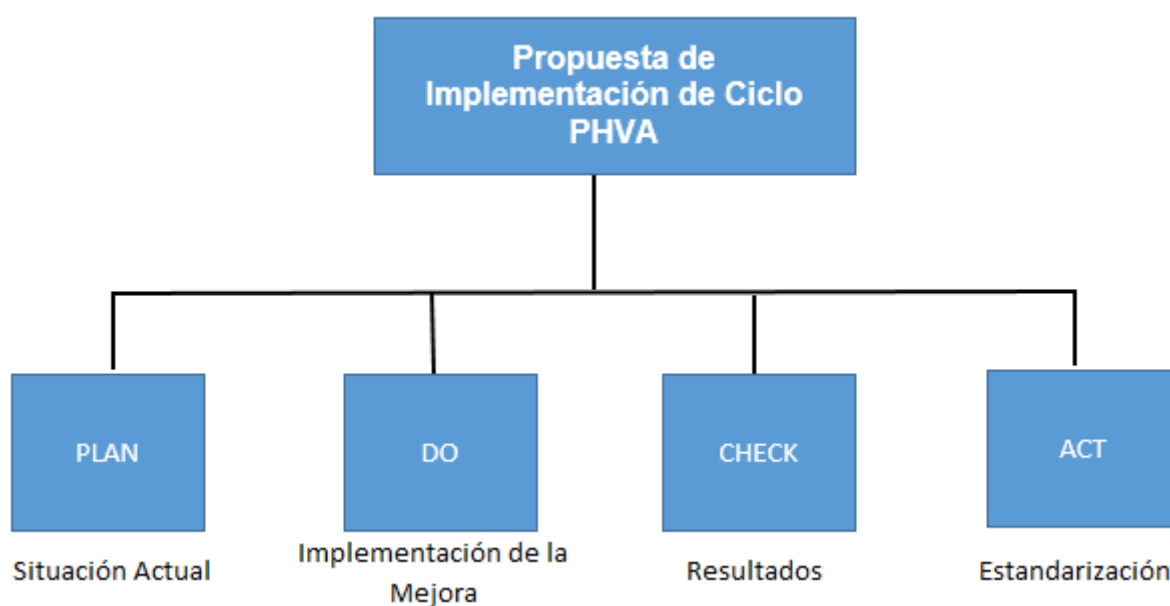 Propuesta de
Implementación de Ciclo
PHVA
PLAN
DO
CHECK
ACT
Situación Actual
Implementación de la
Mejora
Resultados
Estandarización